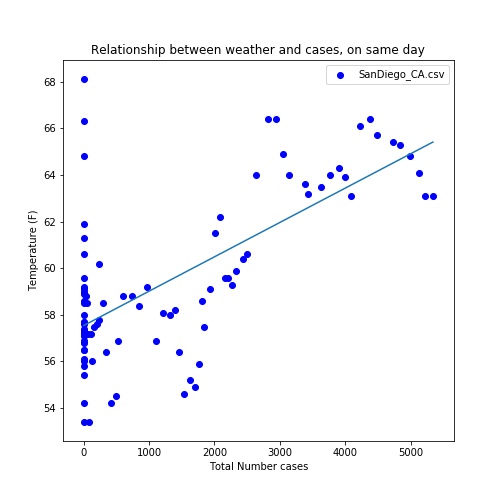 Relationship between weather and cases, on same day
SanDiego_CA.csv
68
66
64
62
60
58
56
54
Temperature (F)
0 1000 2000 3000 4000 5000
Total Number cases